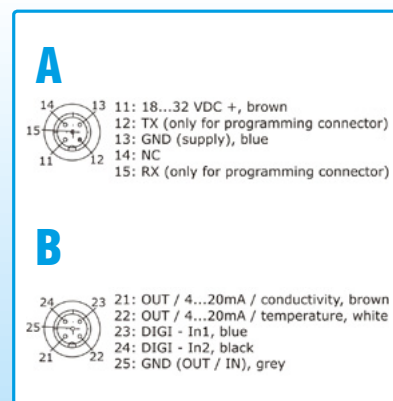 A
14 13
15
11 12
11: 18...32 VDC +, brown
12: TX (only for programming connector)
13: GND (supply), blue
14: NC
15: RX (only for programming connector)
B
24 23
25
21 22
21: OUT / 4...20mA / conductivity, brown
22: OUT / 4...20mA / temperature, white
23: DIGI - In1, blue
24: DIGI - In2, black
25: GND (OUT / IN), grey